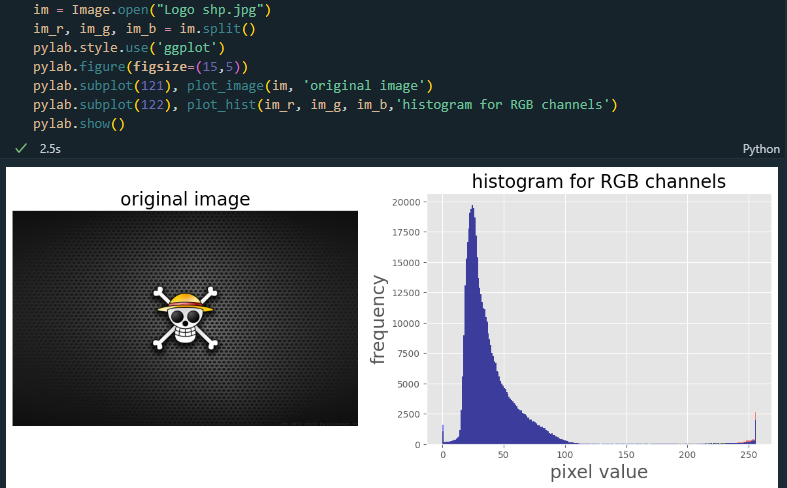 im = Image.open("Logo shp.jpg")
im_r, im_g, im_b = im.split()
pylab.style.use('ggplot')
pylab.figure(figsize=(15,5))
pylab.subplot(121), plot_image(im, 'original image')
pylab.subplot(122), plot_hist(im_r, im_g, im_b,'histogram for RGB channels')
pylab.show()
2.5s
Python
original image
histogram for RGB channels
frequency
20000
17500
15000
12500
10000
7500
5000
2500
0
0 50 100 150 200 250
pixel value